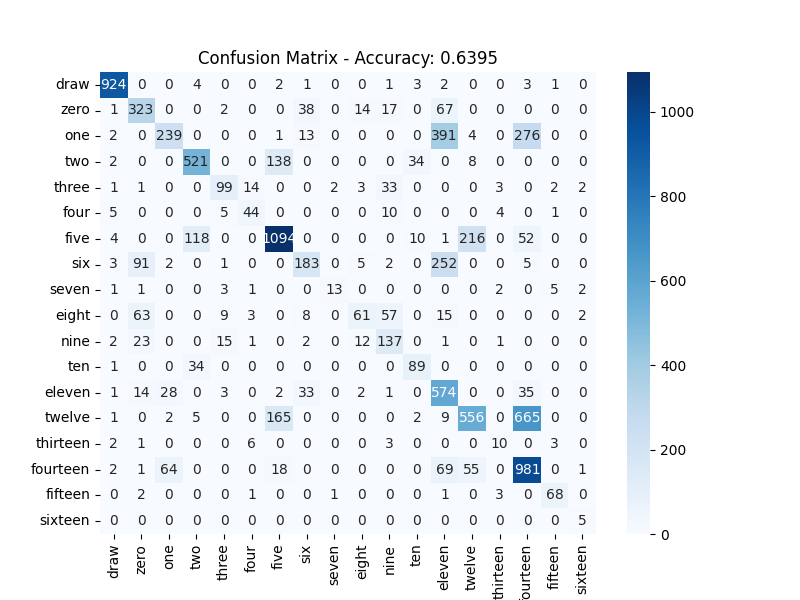 Confusion Matrix - Accuracy: 0.6395
draw 924 0 0 4 0 0 2 1 0 0 1 3 2 0 0 3 1 0
zero 1 323 0 0 2 0 0 38 0 14 17 0 67 0 0 0 0 0
one 2 0 239 0 0 0 1 13 0 0 0 0 391 4 0 276 0 0
two 2 0 0 521 0 0 138 0 0 0 0 34 0 8 0 0 0 0
three 1 1 0 0 99 14 0 0 2 3 33 0 0 0 3 0 2 2
four 5 0 0 0 5 44 0 0 0 0 10 0 0 0 4 0 1 0
five 4 0 0 118 0 0 1094 0 0 0 0 10 1 216 0 52 0 0
six 3 91 2 0 1 0 0 183 0 5 2 0 252 0 0 5 0 0
seven 1 1 0 0 3 1 0 0 13 0 0 0 0 0 2 0 5 2
eight 0 63 0 0 9 3 0 8 0 61 57 0 15 0 0 0 0 2
nine 2 23 0 0 15 1 0 2 0 12 137 0 1 0 1 0 0 0
ten 1 0 0 34 0 0 0 0 0 0 0 89 0 0 0 0 0 0
eleven 1 14 28 0 3 0 2 33 0 2 1 0 574 0 0 35 0 0
twelve 1 0 2 5 0 0 165 0 0 0 0 2 9 556 0 665 0 0
thirteen 2 1 0 0 0 6 0 0 0 0 3 0 0 0 10 0 3 0
fourteen 2 1 64 0 0 0 18 0 0 0 0 0 69 55 0 981 0 1
fifteen 0 2 0 0 0 1 0 0 1 0 0 0 1 0 3 0 68 0
sixteen 0 0 0 0 0 0 0 0 0 0 0 0 0 0 0 0 0 5
draw zero one two three four five six seven eight nine ten eleven twelve thirteen fourteen fifteen sixteen
1000
800
600
400
200
0